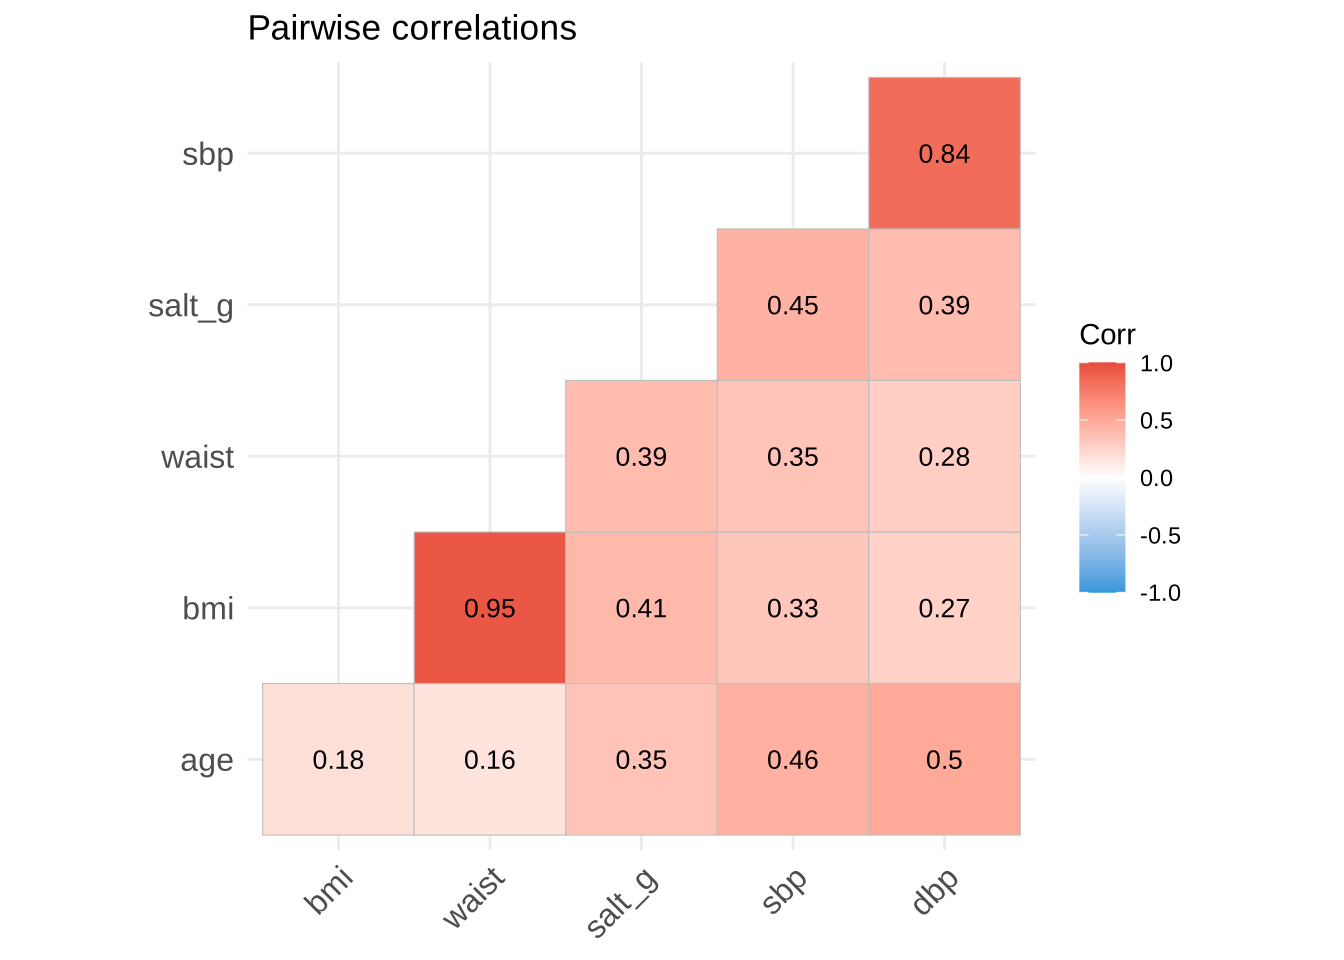 Pairwise correlations
sbp 0.84
salt_g 0.45 0.39
waist 0.39 0.35 0.28
bmi 0.95 0.41 0.33 0.27
age 0.18 0.16 0.35 0.46 0.5
bmi waist salt_g sbp dbp
Corr
1.0
0.5
0.0
-0.5
-1.0